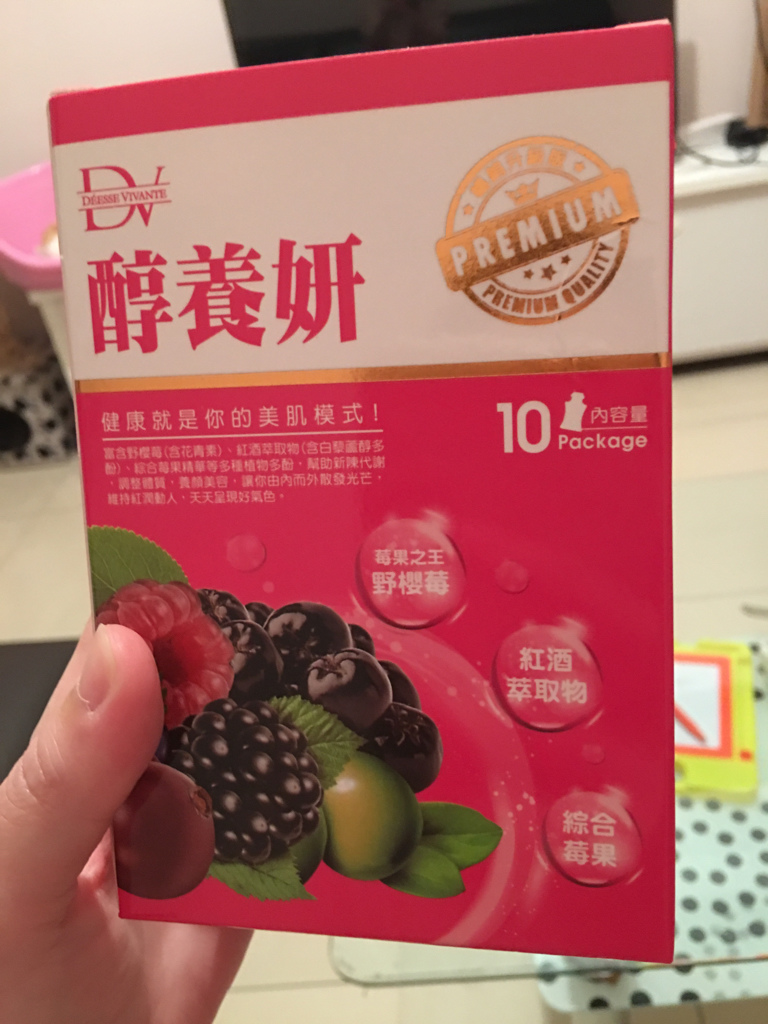 DV
DÉESSE VIVANTE
醇養妍
PREMIUM
PREMIUM QUALITY
健康就是你的美肌模式！
富含野櫻莓(含花青素)、紅酒萃取物(含白藜蘆醇多
酚)、綜合莓果精華等多種植物多酚，幫助新陳代謝
，調整體質，養顏美容，讓你由內而外散發光芒，
維持紅潤動人，天天呈現好氣色。
10 內容量
Package
莓果之王
野櫻莓
紅酒
萃取物
綜合
莓果